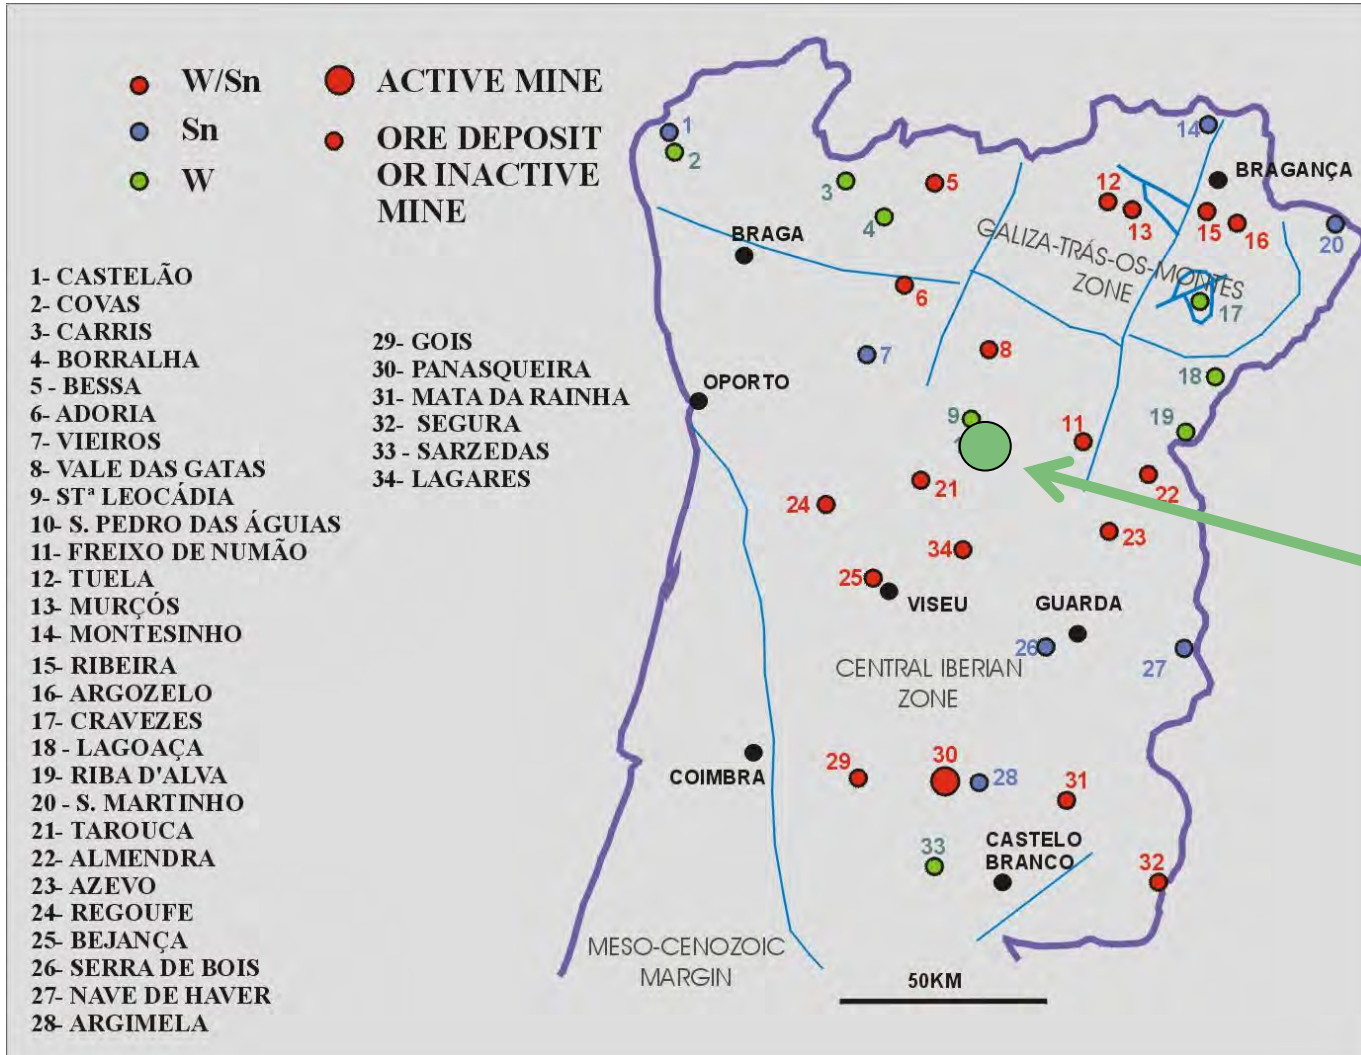 W/Sn
Sn
W
ACTIVE MINE
ORE DEPOSIT
OR INACTIVE
MINE
1- CASTELÃO
2- COVAS
3- CARRIS
4- BORRALHA
5 - BESSA
6- ADORIA
7- VIEIROS
8- VALE DAS GATAS
9- STª LEOCÁDIA
10- S. PEDRO DAS ÁGUIAS
11- FREIXO DE NUMÃO
12- TUELA
13- MURÇÓS
14- MONTESINHO
15- RIBEIRA
16- ARGOZELO
17- CRAVEZES
18 - LAGOAÇA
19- RIBA D'ALVA
20 - S. MARTINHO
21- TAROUCA
22- ALMENDRA
23- AZEVO
24- REGOUFE
25- BEJANÇA
26- SERRA DE BOIS
27- NAVE DE HAVER
28- ARGIMELA
29- GOIS
30- PANASQUEIRA
31- MATA DA RAINHA
32- SEGURA
33 - SARZEDAS
34- LAGARES
1
2
3
4
5
14
BRAGANÇA
12
13
15
16
20
BRAGA
GALIZA-TRÁS-OS-MONTES
ZONE
6
17
7
8
OPORTO
18
9
11
19
21
22
24
23
34
25
VISEU
GUARDA
26
27
CENTRAL IBERIAN
ZONE
COIMBRA
29
30
28
31
33
CASTELO
BRANCO
32
MESO-CENOZOIC
MARGIN
50KM